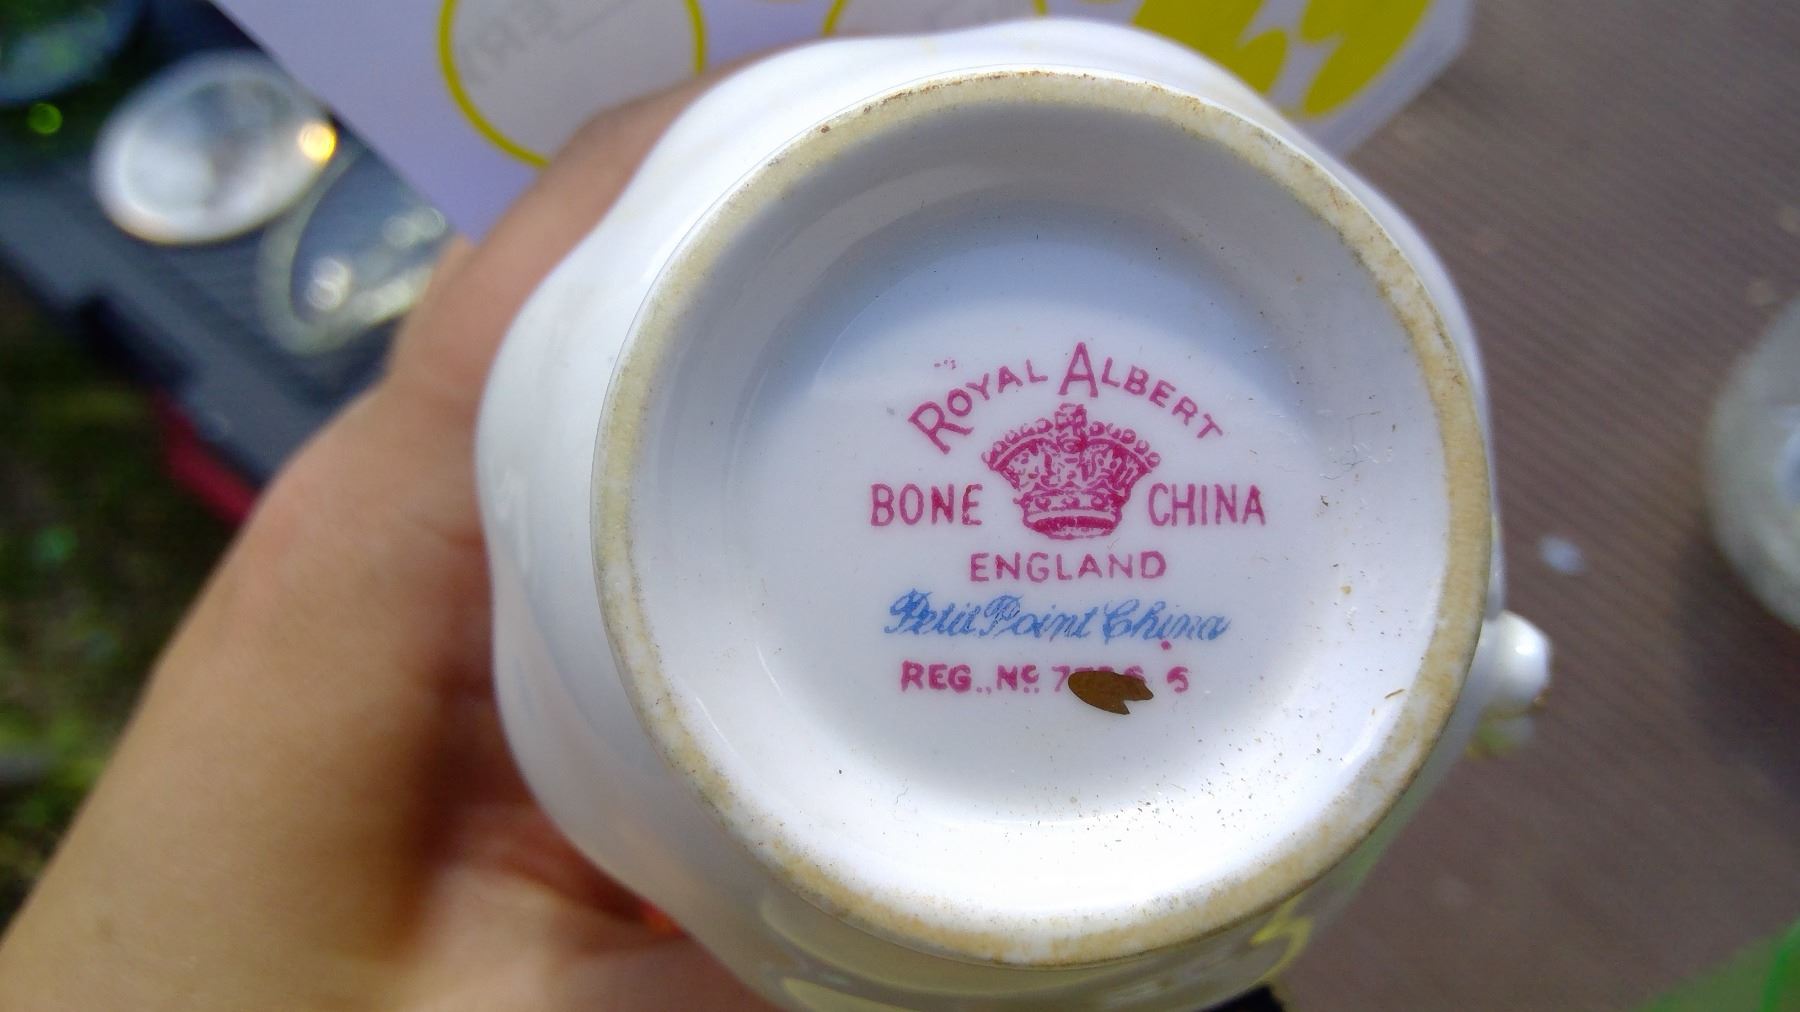 ROYAL ALBERT
BONE CHINA
ENGLAND
Petit Point China
REG. No.